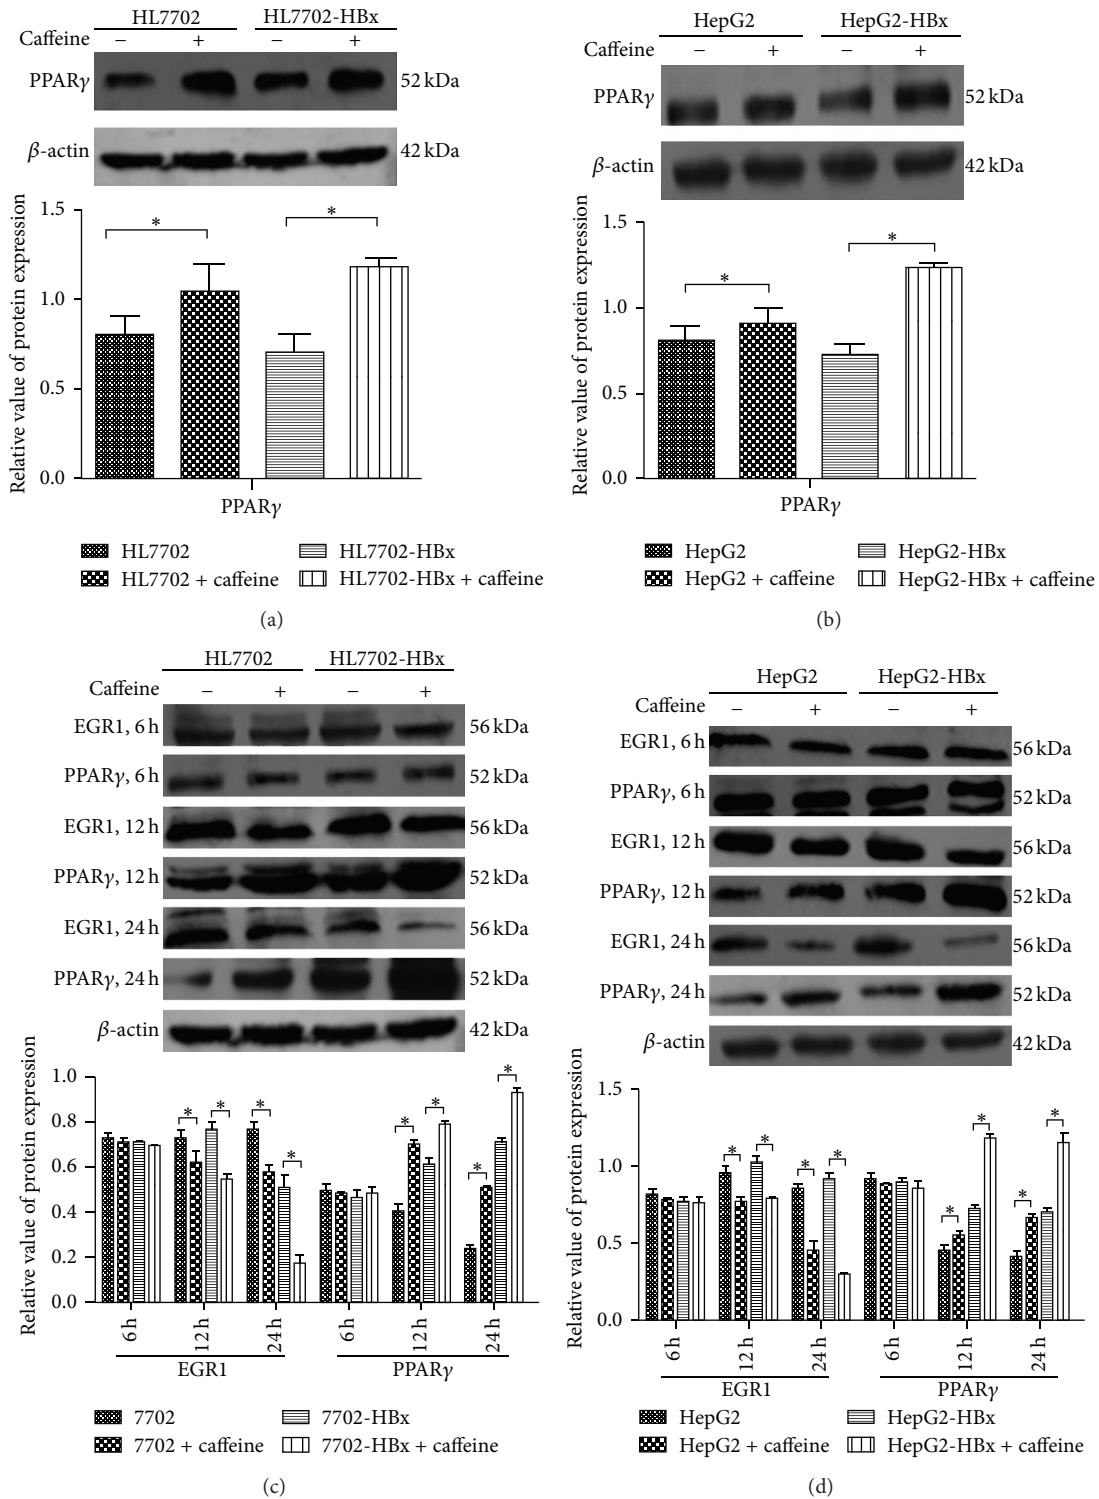 HL7702 HL7702-HBx
Caffeine − + − +
PPARγ 52 kDa
β-actin 42 kDa
Relative value of protein expression
1.5
1.0
0.5
0.0
* *
PPARγ
HL7702 HL7702-HBx
HL7702 + caffeine HL7702-HBx + caffeine
(a)
HepG2 HepG2-HBx
Caffeine − + − +
PPARγ 52 kDa
β-actin 42 kDa
Relative value of protein expression
1.5
1.0
0.5
0.0
* *
PPARγ
HepG2 HepG2-HBx
HepG2 + caffeine HepG2-HBx + caffeine
(b)
HL7702 HL7702-HBx
Caffeine − + − +
EGR1, 6 h 56 kDa
PPARγ, 6 h 52 kDa
EGR1, 12 h 56 kDa
PPARγ, 12 h 52 kDa
EGR1, 24 h 56 kDa
PPARγ, 24 h 52 kDa
β-actin 42 kDa
Relative value of protein expression
1.0
0.8
0.6
0.4
0.2
0.0
* * * * * * * *
6 h 12 h 24 h 6 h 12 h 24 h
EGR1 PPARγ
7702 7702-HBx
7702 + caffeine 7702-HBx + caffeine
(c)
HepG2 HepG2-HBx
Caffeine − + − +
EGR1, 6 h 56 kDa
PPARγ, 6 h 52 kDa
EGR1, 12 h 56 kDa
PPARγ, 12 h 52 kDa
EGR1, 24 h 56 kDa
PPARγ, 24 h 52 kDa
β-actin 42 kDa
Relative value of protein expression
1.5
1.0
0.5
0.0
* * * * * * * *
6 h 12 h 24 h 6 h 12 h 24 h
EGR1 PPARγ
HepG2 HepG2-HBx
HepG2 + caffeine HepG2-HBx + caffeine
(d)